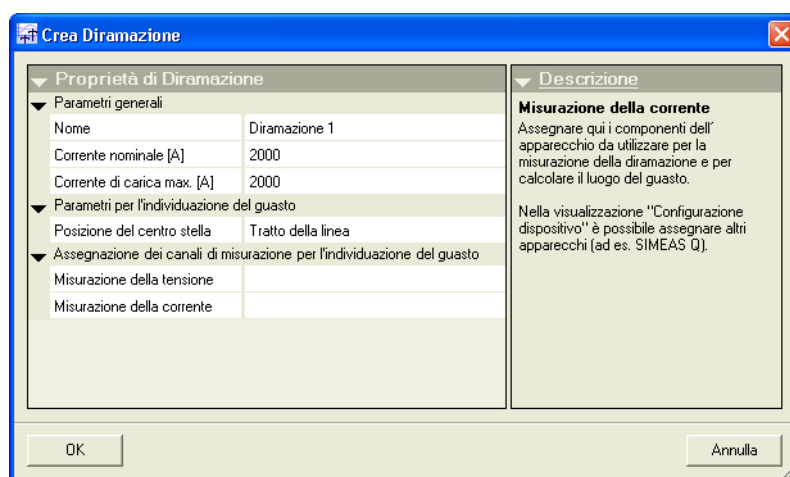 Crea Diramazione
Proprietà di Diramazione
Parametri generali
Nome Diramazione 1
Corrente nominale [A] 2000
Corrente di carica max. [A] 2000
Parametri per l'individuazione del guasto
Posizione del centro stella Tratto della linea
Assegnazione dei canali di misurazione per l'individuazione del guasto
Misurazione della tensione
Misurazione della corrente
Descrizione
Misurazione della corrente
Assegnare qui i componenti dell´
apparecchio da utilizzare per la
misurazione della diramazione e per
calcolare il luogo del guasto.
Nella visualizzazione "Configurazione
dispositivo" è possibile assegnare altri
apparecchi (ad es. SIMEAS Q).
OK
Annulla